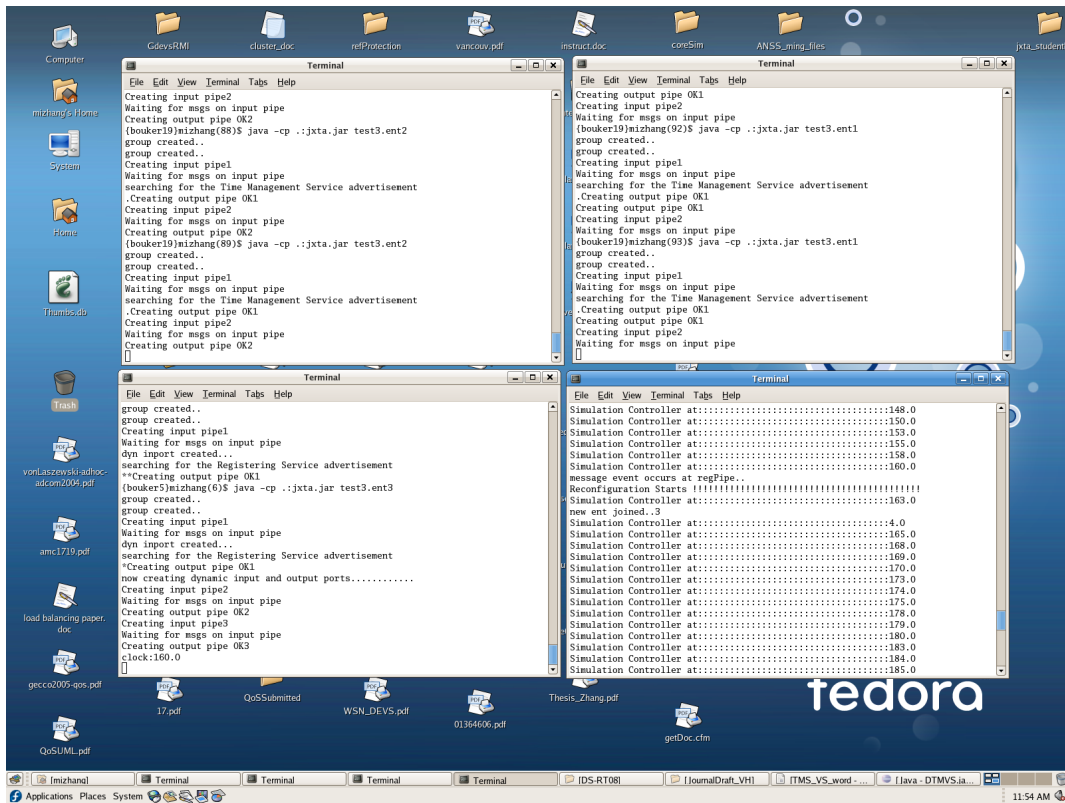 GdevsRMI
cluster_doc
refProtection
vancouv.pdf
instruct.doc
coreSim
ANSS_ming_files
jxta_student
Computer
mizhang's Home
System
Home
Thumbs.db
Trash
vonLaszewski-adhoc-
adcom2004.pdf
amc1719.pdf
load balancing paper.
doc
gecco2005-qos.pdf
QoSUML.pdf
Terminal
File Edit View Terminal Tabs Help
Creating input pipe2
Waiting for msgs on input pipe
Creating output pipe OK2
{bouker19}mizhang(88)$ java -cp .:jxta.jar test3.ent2
group created..
group created..
Creating input pipe1
Waiting for msgs on input pipe
searching for the Time Management Service advertisement
.Creating output pipe OK1
Creating input pipe2
Waiting for msgs on input pipe
Creating output pipe OK2
{bouker19}mizhang(89)$ java -cp .:jxta.jar test3.ent2
group created..
group created..
Creating input pipe1
Waiting for msgs on input pipe
searching for the Time Management Service advertisement
.Creating output pipe OK1
Creating input pipe2
Waiting for msgs on input pipe
Creating output pipe OK2
Terminal
File Edit View Terminal Tabs Help
Creating output pipe OK1
Creating input pipe2
Waiting for msgs on input pipe
{bouker19}mizhang(92)$ java -cp .:jxta.jar test3.ent1
group created..
group created..
Creating input pipe1
Waiting for msgs on input pipe
searching for the Time Management Service advertisement
.Creating output pipe OK1
Creating output pipe OK1
Creating input pipe2
Waiting for msgs on input pipe
{bouker19}mizhang(93)$ java -cp .:jxta.jar test3.ent1
group created..
group created..
Creating input pipe1
Waiting for msgs on input pipe
searching for the Time Management Service advertisement
.Creating output pipe OK1
Creating output pipe OK1
Creating input pipe2
Waiting for msgs on input pipe
Terminal
File Edit View Terminal Tabs Help
group created..
group created..
Creating input pipe1
Waiting for msgs on input pipe
dyn inport created...
searching for the Registering Service advertisement
**Creating output pipe OK1
{bouker5}mizhang(6)$ java -cp .:jxta.jar test3.ent3
group created..
group created..
Creating input pipe1
Waiting for msgs on input pipe
dyn inport created...
searching for the Registering Service advertisement
*Creating output pipe OK1
now creating dynamic input and output ports............
Creating input pipe2
Waiting for msgs on input pipe
Creating output pipe OK2
Creating input pipe3
Waiting for msgs on input pipe
Creating output pipe OK3
clock:160.0
Terminal
File Edit View Terminal Tabs Help
Simulation Controller at::::::::::::::::::::::::::::148.0
Simulation Controller at::::::::::::::::::::::::::::150.0
Simulation Controller at::::::::::::::::::::::::::::153.0
Simulation Controller at::::::::::::::::::::::::::::155.0
Simulation Controller at::::::::::::::::::::::::::::158.0
Simulation Controller at::::::::::::::::::::::::::::160.0
message event occurs at regPipe..
Reconfiguration Starts !!!!!!!!!!!!!!!!!!!!!!!!!!!!!!!!!!!!!!!!
Simulation Controller at::::::::::::::::::::::::::::163.0
new ent joined..3
Simulation Controller at::::::::::::::::::::::::::::4.0
Simulation Controller at::::::::::::::::::::::::::::165.0
Simulation Controller at::::::::::::::::::::::::::::168.0
Simulation Controller at::::::::::::::::::::::::::::169.0
Simulation Controller at::::::::::::::::::::::::::::170.0
Simulation Controller at::::::::::::::::::::::::::::173.0
Simulation Controller at::::::::::::::::::::::::::::174.0
Simulation Controller at::::::::::::::::::::::::::::175.0
Simulation Controller at::::::::::::::::::::::::::::178.0
Simulation Controller at::::::::::::::::::::::::::::179.0
Simulation Controller at::::::::::::::::::::::::::::180.0
Simulation Controller at::::::::::::::::::::::::::::183.0
Simulation Controller at::::::::::::::::::::::::::::184.0
Simulation Controller at::::::::::::::::::::::::::::185.0
17.pdf
QoSSubmitted
WSN_DEVS.pdf
01364606.pdf
Thesis_Zhang.pdf
getDoc.cfm
fedora
[mizhang]
Terminal
Terminal
Terminal
Terminal
[DS-RT08]
[JournalDraft_VH]
[TMS_VS_word - ...
[Java - DTMVS.ja...
Applications Places System
11:54 AM